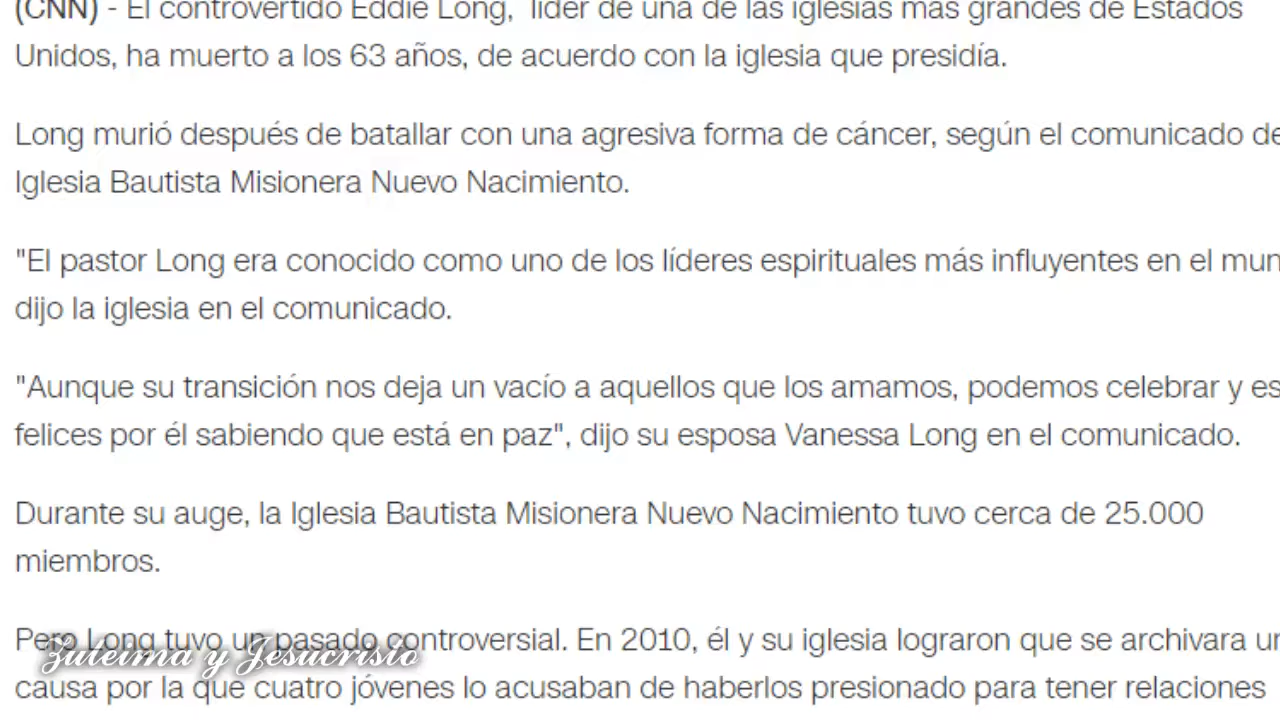 (CNN) - El controvertido Eddie Long, líder de una de las iglesias más grandes de Estados
Unidos, ha muerto a los 63 años, de acuerdo con la iglesia que presidía.
Long murió después de batallar con una agresiva forma de cáncer, según el comunicado de
Iglesia Bautista Misionera Nuevo Nacimiento.
"El pastor Long era conocido como uno de los líderes espirituales más influyentes en el mun
dijo la iglesia en el comunicado.
"Aunque su transición nos deja un vacío a aquellos que los amamos, podemos celebrar y es
felices por él sabiendo que está en paz", dijo su esposa Vanessa Long en el comunicado.
Durante su auge, la Iglesia Bautista Misionera Nuevo Nacimiento tuvo cerca de 25.000
miembros.
Pero Long tuvo un pasado controversial. En 2010, él y su iglesia lograron que se archivara un
Zuleima y Jesucristo
causa por la que cuatro jóvenes lo acusaban de haberlos presionado para tener relaciones